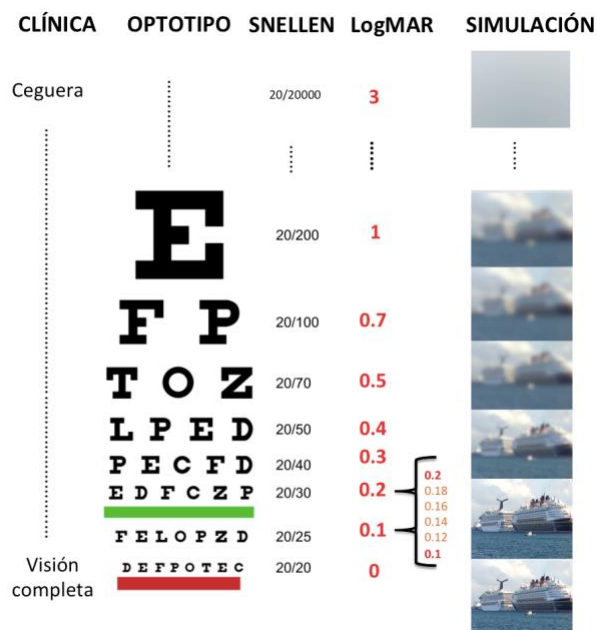 CLÍNICA OPTOTIPO SNELLEN LogMAR SIMULACIÓN
Ceguera 20/20000 3
E 20/200 1
F P 20/100 0.7
T O Z 20/70 0.5
L P E D 20/50 0.4
P E C F D 20/40 0.3
E D F C Z P 20/30 0.2
0.2
0.18
0.16
0.14
0.12
0.1
F E L O P Z D 20/25 0.1
Visión completa
D E F P O T E C 20/20 0